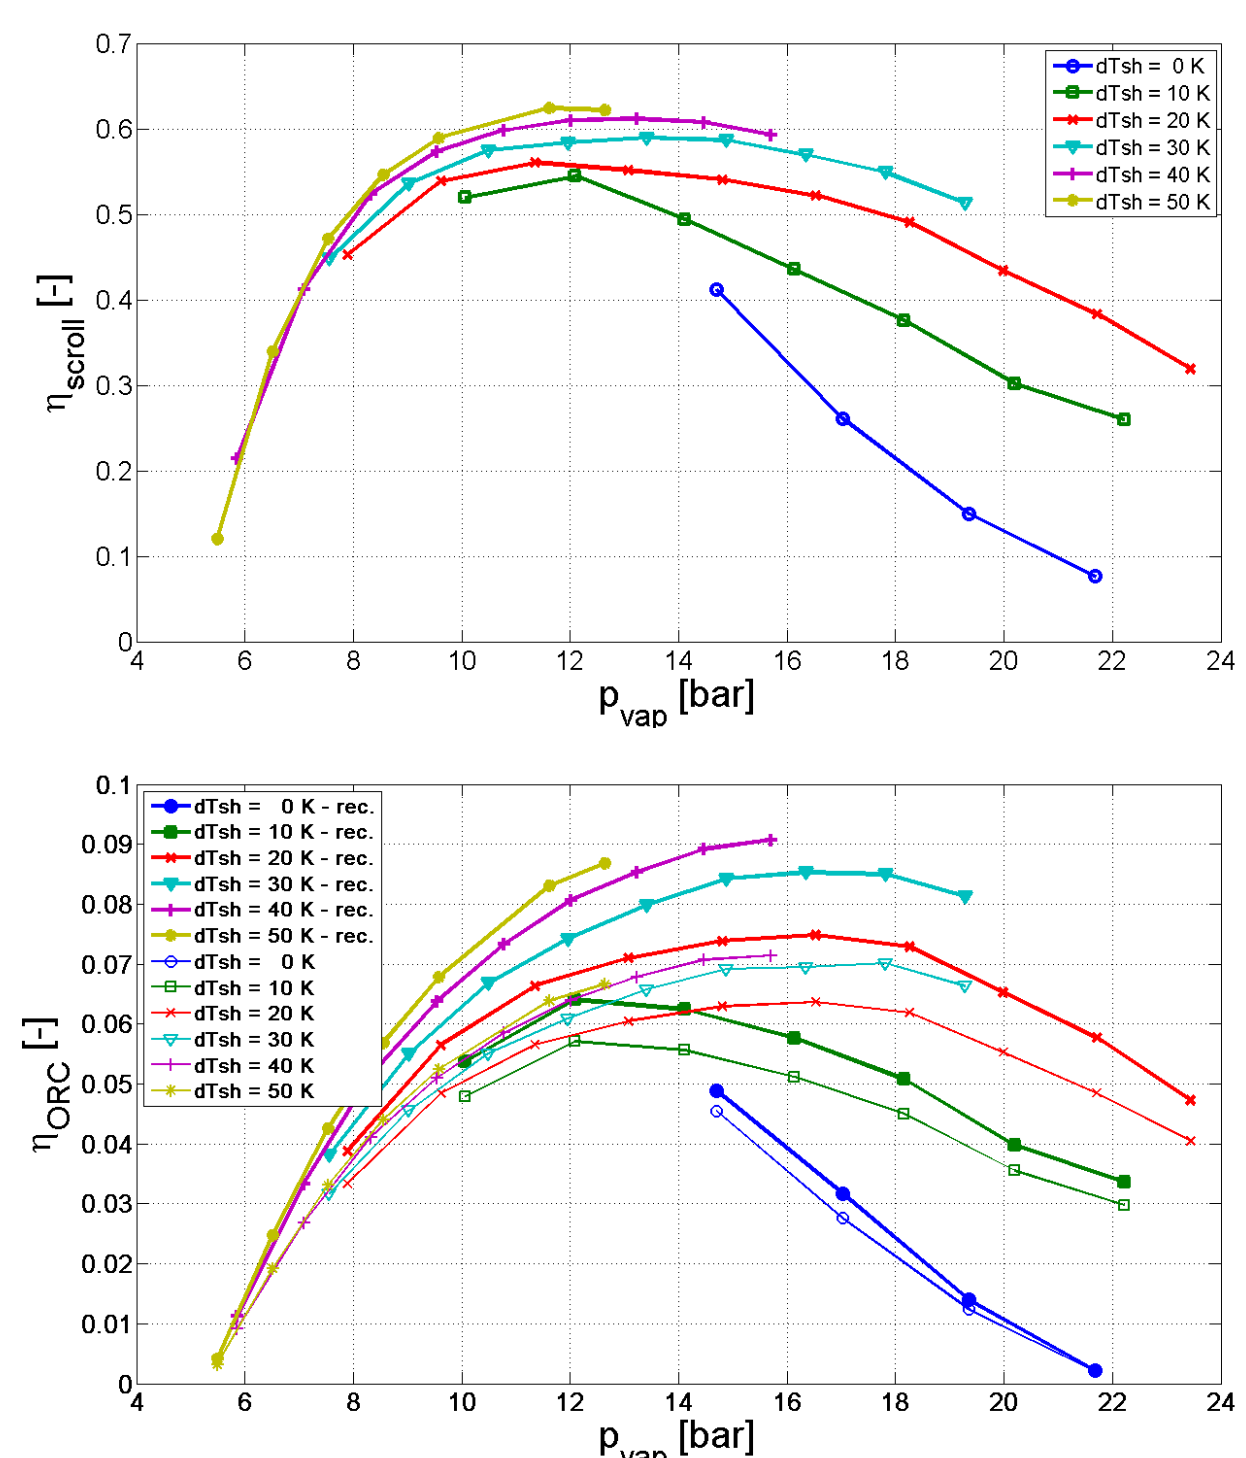 0.7
0.6
0.5
0.4
0.3
0.2
0.1
0
η_scroll [-]
dTsh =  0 K
dTsh = 10 K
dTsh = 20 K
dTsh = 30 K
dTsh = 40 K
dTsh = 50 K
4 6 8 10 12 14 16 18 20 22 24
p_vap [bar]
0.1
0.09
0.08
0.07
0.06
0.05
0.04
0.03
0.02
0.01
0
η_ORC [-]
dTsh =  0 K - rec.
dTsh = 10 K - rec.
dTsh = 20 K - rec.
dTsh = 30 K - rec.
dTsh = 40 K - rec.
dTsh = 50 K - rec.
dTsh =  0 K
dTsh = 10 K
dTsh = 20 K
dTsh = 30 K
dTsh = 40 K
dTsh = 50 K
4 6 8 10 12 14 16 18 20 22 24
p_vap [bar]